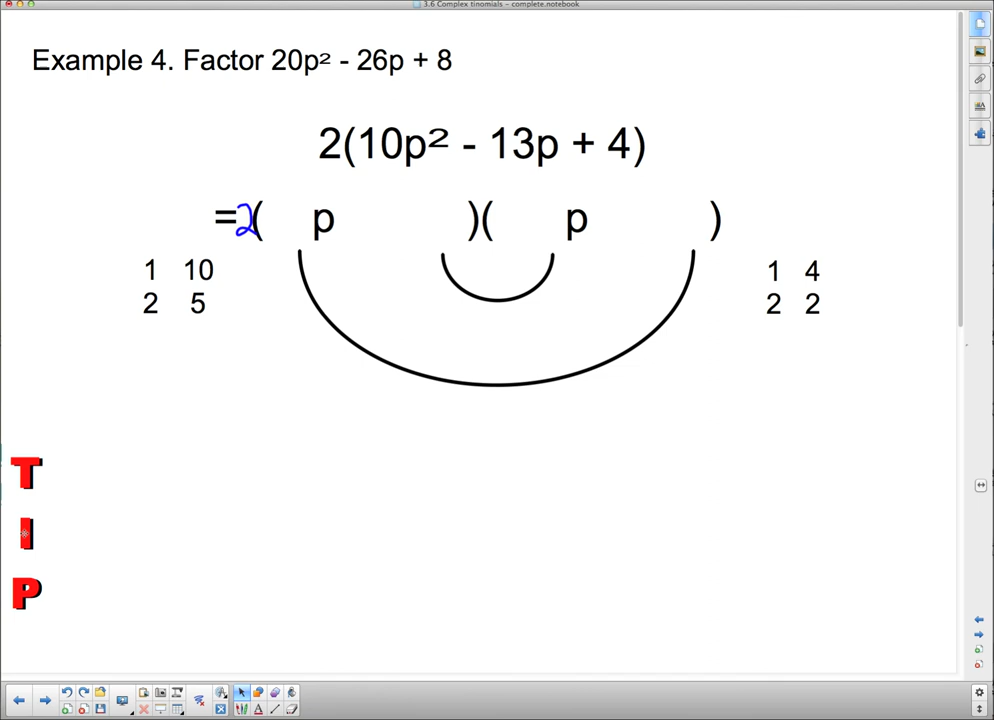 3.6 Complex tinomials - complete.notebook
Example 4. Factor 20p² - 26p + 8
2(10p² - 13p + 4)
=2( p )( p )
1 10
2 5
1 4
2 2
T
I
P